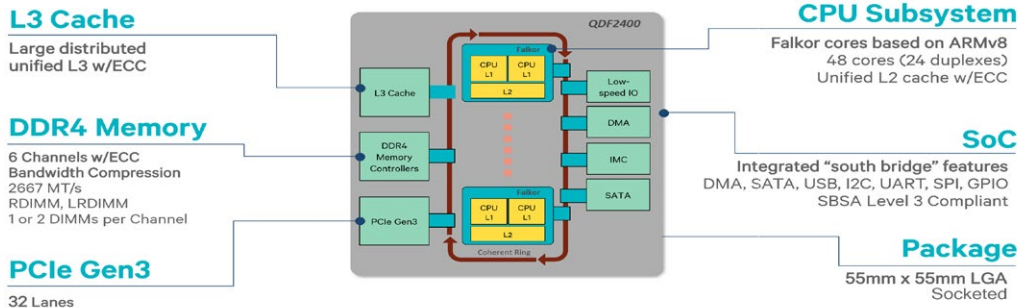 L3 Cache
Large distributed
unified L3 w/ECC
DDR4 Memory
6 Channels w/ECC
Bandwidth Compression
2667 MT/s
RDIMM, LRDIMM
1 or 2 DIMMs per Channel
PCIe Gen3
32 Lanes
QDF2400
Falkor
CPU
L1
CPU
L1
L2
L3 Cache
DDR4
Memory
Controllers
PCIe Gen3
Low-
speed IO
DMA
IMC
SATA
Falkor
CPU
L1
CPU
L1
L2
Coherent Ring
CPU Subsystem
Falkor cores based on ARMv8
48 cores (24 duplexes)
Unified L2 cache w/ECC
SoC
Integrated “south bridge” features
DMA, SATA, USB, I2C, UART, SPI, GPIO
SBSA Level 3 Compliant
Package
55mm x 55mm LGA
Socketed